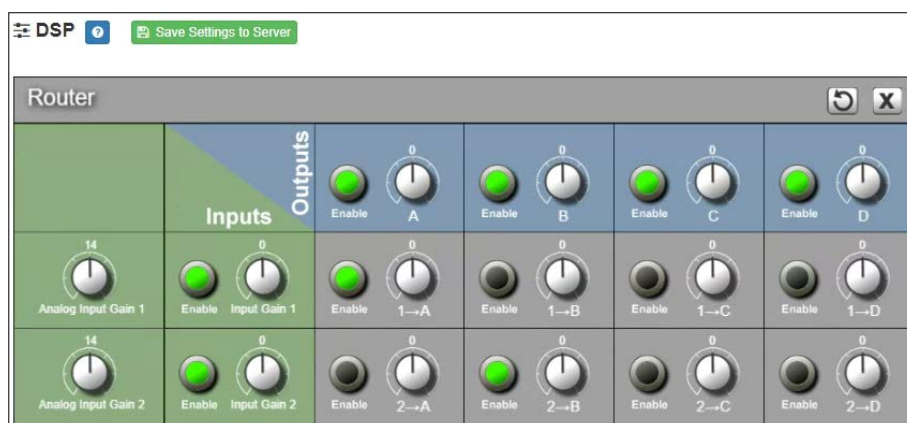 DSP ? Save Settings to Server
Router X
Outputs
Inputs
0 0 0 0
Enable A Enable B Enable C Enable D
14 0 0 0 0 0
Analog Input Gain 1 Enable Input Gain 1 Enable 1→A Enable 1→B Enable 1→C Enable 1→D
14 0 0 0 0 0
Analog Input Gain 2 Enable Input Gain 2 Enable 2→A Enable 2→B Enable 2→C Enable 2→D